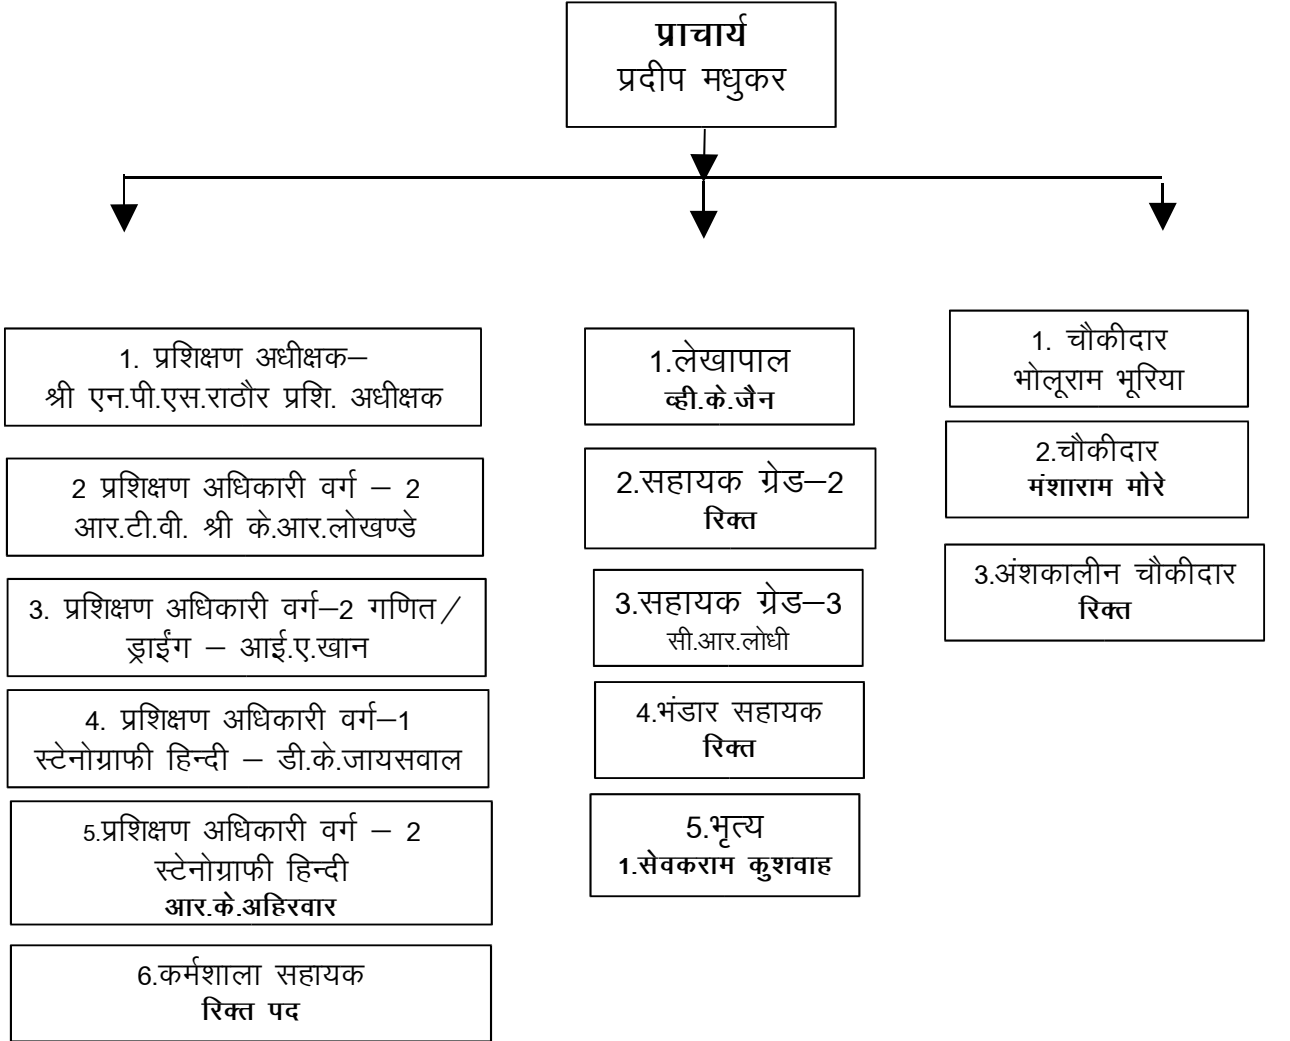 प्राचार्य
प्रदीप मधुकर
1. प्रशिक्षण अधीक्षक–
श्री एन.पी.एस.राठौर प्रशि. अधीक्षक
2 प्रशिक्षण अधिकारी वर्ग – 2
आर.टी.वी. श्री के.आर.लोखण्डे
3. प्रशिक्षण अधिकारी वर्ग–2 गणित/
ड्राईंग – आई.ए.खान
4. प्रशिक्षण अधिकारी वर्ग–1
स्टेनोग्राफी हिन्दी – डी.के.जायसवाल
5.प्रशिक्षण अधिकारी वर्ग – 2
स्टेनोग्राफी हिन्दी
आर.के.अहिरवार
6.कर्मशाला सहायक
रिक्त पद
1.लेखापाल
व्ही.के.जैन
2.सहायक ग्रेड–2
रिक्त
3.सहायक ग्रेड–3
सी.आर.लोधी
4.भंडार सहायक
रिक्त
5.भृत्य
1.सेवकराम कुशवाह
1. चौकीदार
भोलूराम भूरिया
2.चौकीदार
मंशाराम मोरे
3.अंशकालीन चौकीदार
रिक्त